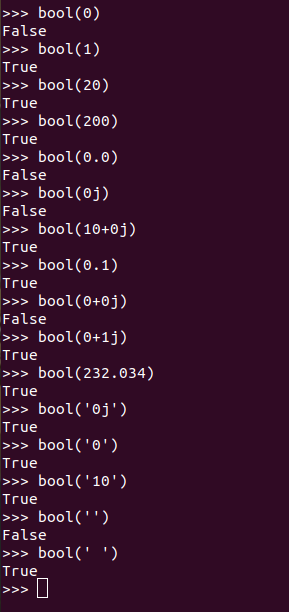 >>> bool(0)
False
>>> bool(1)
True
>>> bool(20)
True
>>> bool(200)
True
>>> bool(0.0)
False
>>> bool(0j)
False
>>> bool(10+0j)
True
>>> bool(0.1)
True
>>> bool(0+0j)
False
>>> bool(0+1j)
True
>>> bool(232.034)
True
>>> bool('0j')
True
>>> bool('0')
True
>>> bool('10')
True
>>> bool('')
False
>>> bool(' ')
True
>>>